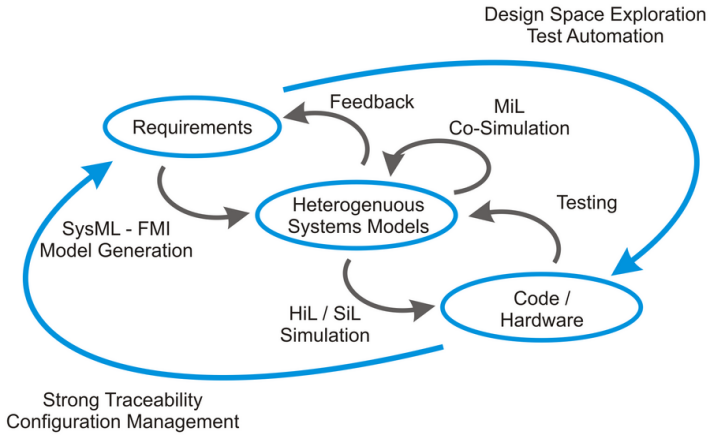 Design Space Exploration
Test Automation
Feedback
MiL
Co-Simulation
Requirements
Heterogenuous
Systems Models
Testing
SysML - FMI
Model Generation
HiL / SiL
Simulation
Code /
Hardware
Strong Traceability
Configuration Management